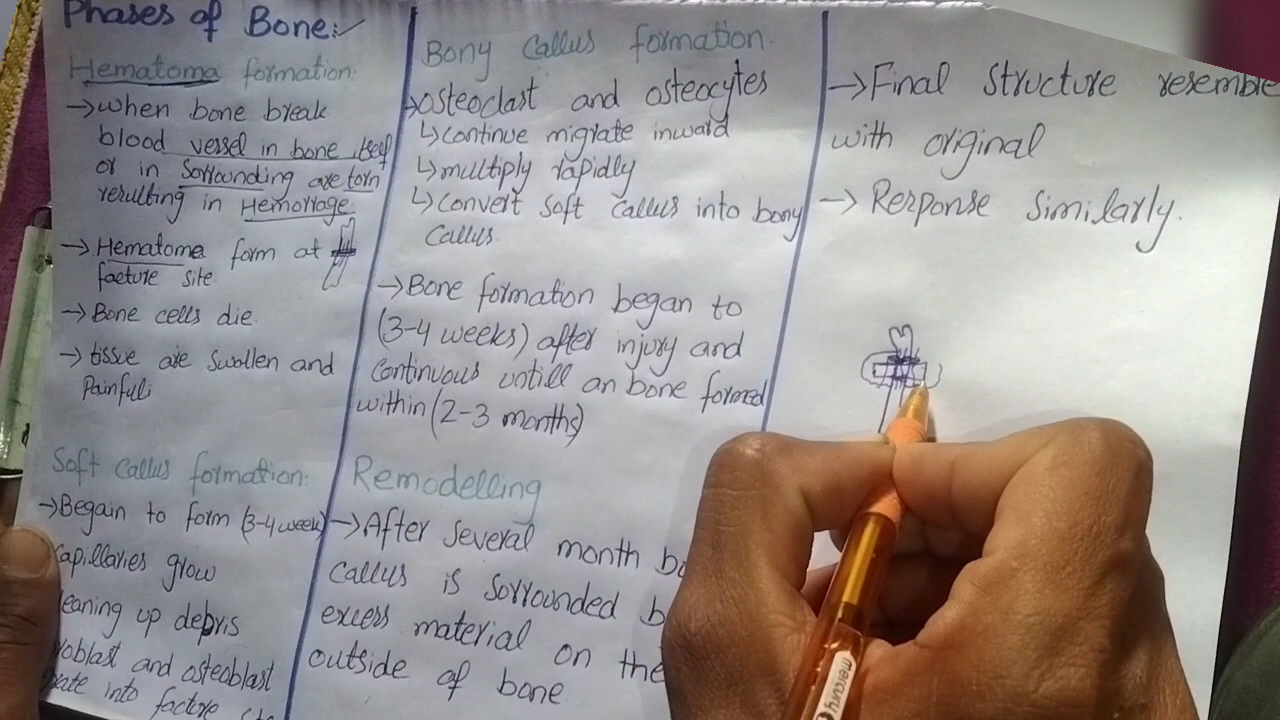 Phases of Bone:
Hematoma formation:
→when bone break
blood vessel in bone itself
or in Sorrounding are torn
resulting in Hemorrage.
→Hematoma form at
facture site
→Bone cells die.
→tissue are Swollen and
Painful:
Soft Callus formation:
→Begain to form (3-4 week)
capillaries grow
leaning up debris
roblast and osteoblast
into factore
Bony Callus formation.
→osteoclast and osteocytes
↳continue migrate inward
↳multiply rapidly
↳convert Soft Callus into bony
Callus.
→Bone formation began to
(3-4 weeks) after injury and
continuous untill an bone formed
within (2-3 months)
Remodelling
→After several month
callus is sorrounded
excess material on the
outside of bone.
→Final Structure resemble
with original
→Response Similarly.
mercury